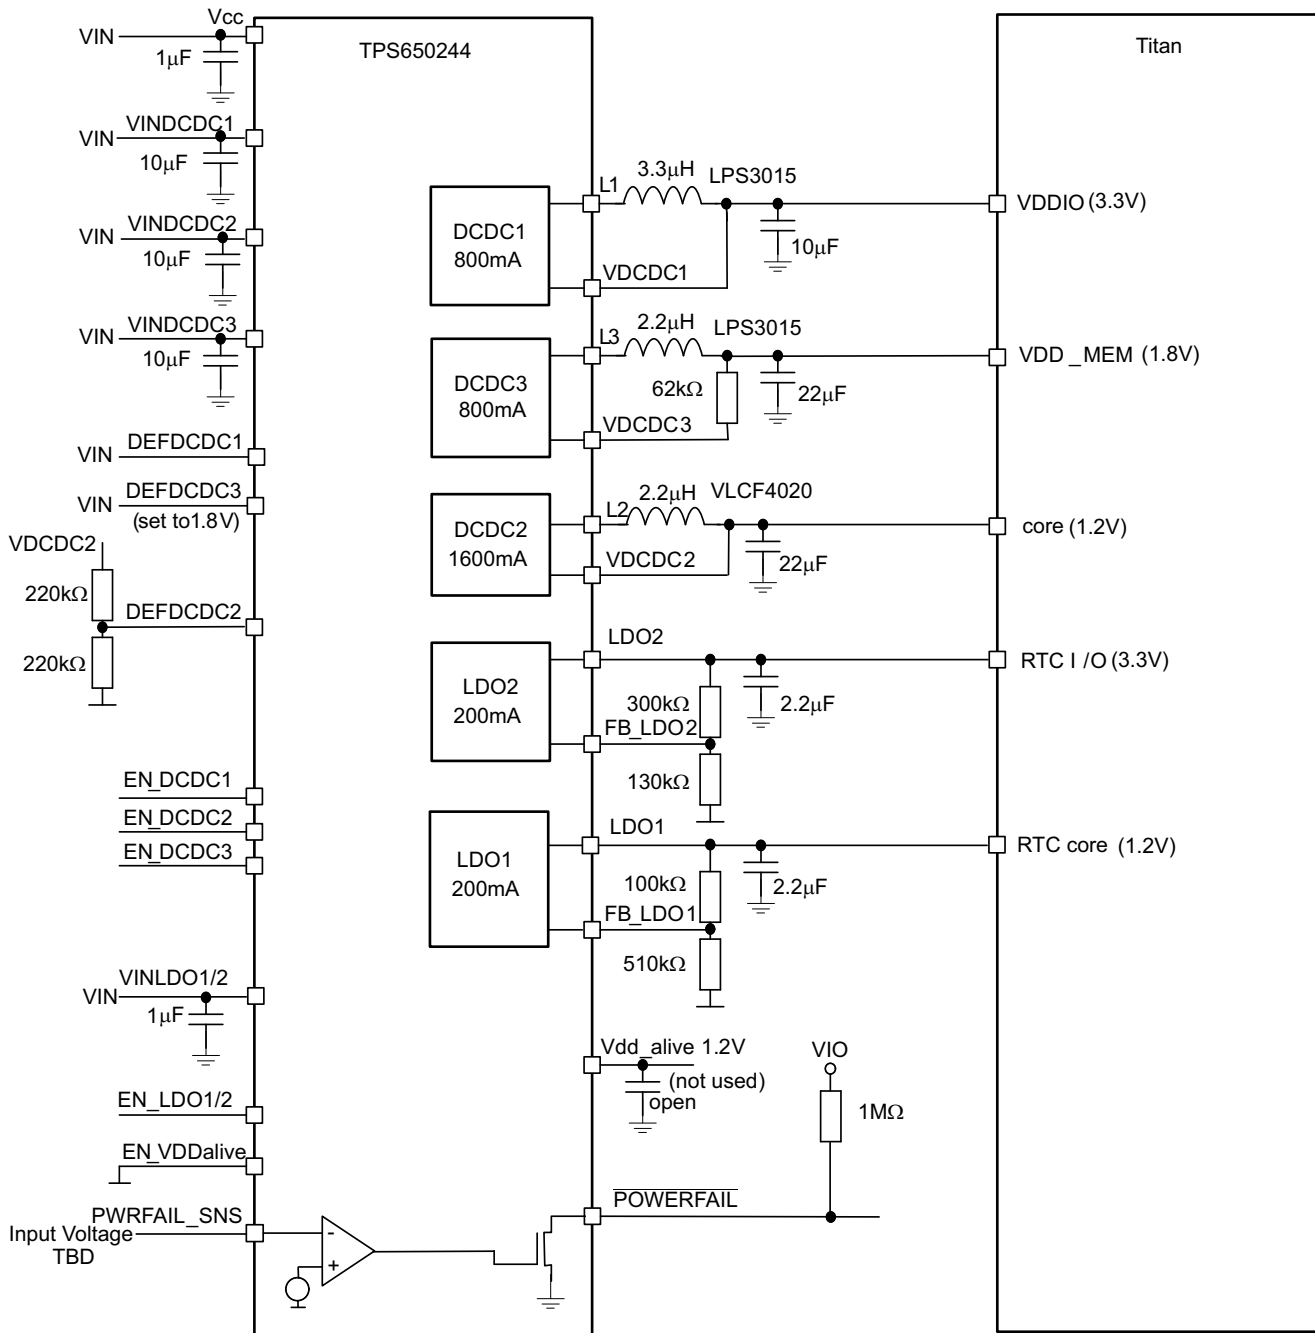 Vcc
VIN
1μF
TPS650244
Titan
VINDCDC1
VIN
10μF
VINDCDC2
VIN
10μF
VINDCDC3
VIN
10μF
DEFDCDC1
VIN
DEFDCDC3
VIN
(set to1.8V)
VDCDC2
220kΩ
DEFDCDC2
220kΩ
EN_DCDC1
EN_DCDC2
EN_DCDC3
VINLDO1/2
VIN
1μF
EN_LDO1/2
EN_VDDalive
PWRFAIL_SNS
Input Voltage
TBD
-
+
DCDC1
800mA
L1
3.3μH
LPS3015
10μF
VDCDC1
VDDIO (3.3V)
DCDC3
800mA
L3
2.2μH
LPS3015
62kΩ
22μF
VDCDC3
VDD_MEM (1.8V)
DCDC2
1600mA
L2
2.2μH
VLCF4020
22μF
VDCDC2
core (1.2V)
LDO2
200mA
LDO2
300kΩ
2.2μF
FB_LDO2
130kΩ
RTC I/O (3.3V)
LDO1
200mA
LDO1
100kΩ
2.2μF
FB_LDO1
510kΩ
RTC core (1.2V)
Vdd_alive 1.2V
(not used)
open
VIO
1MΩ
POWERFAIL